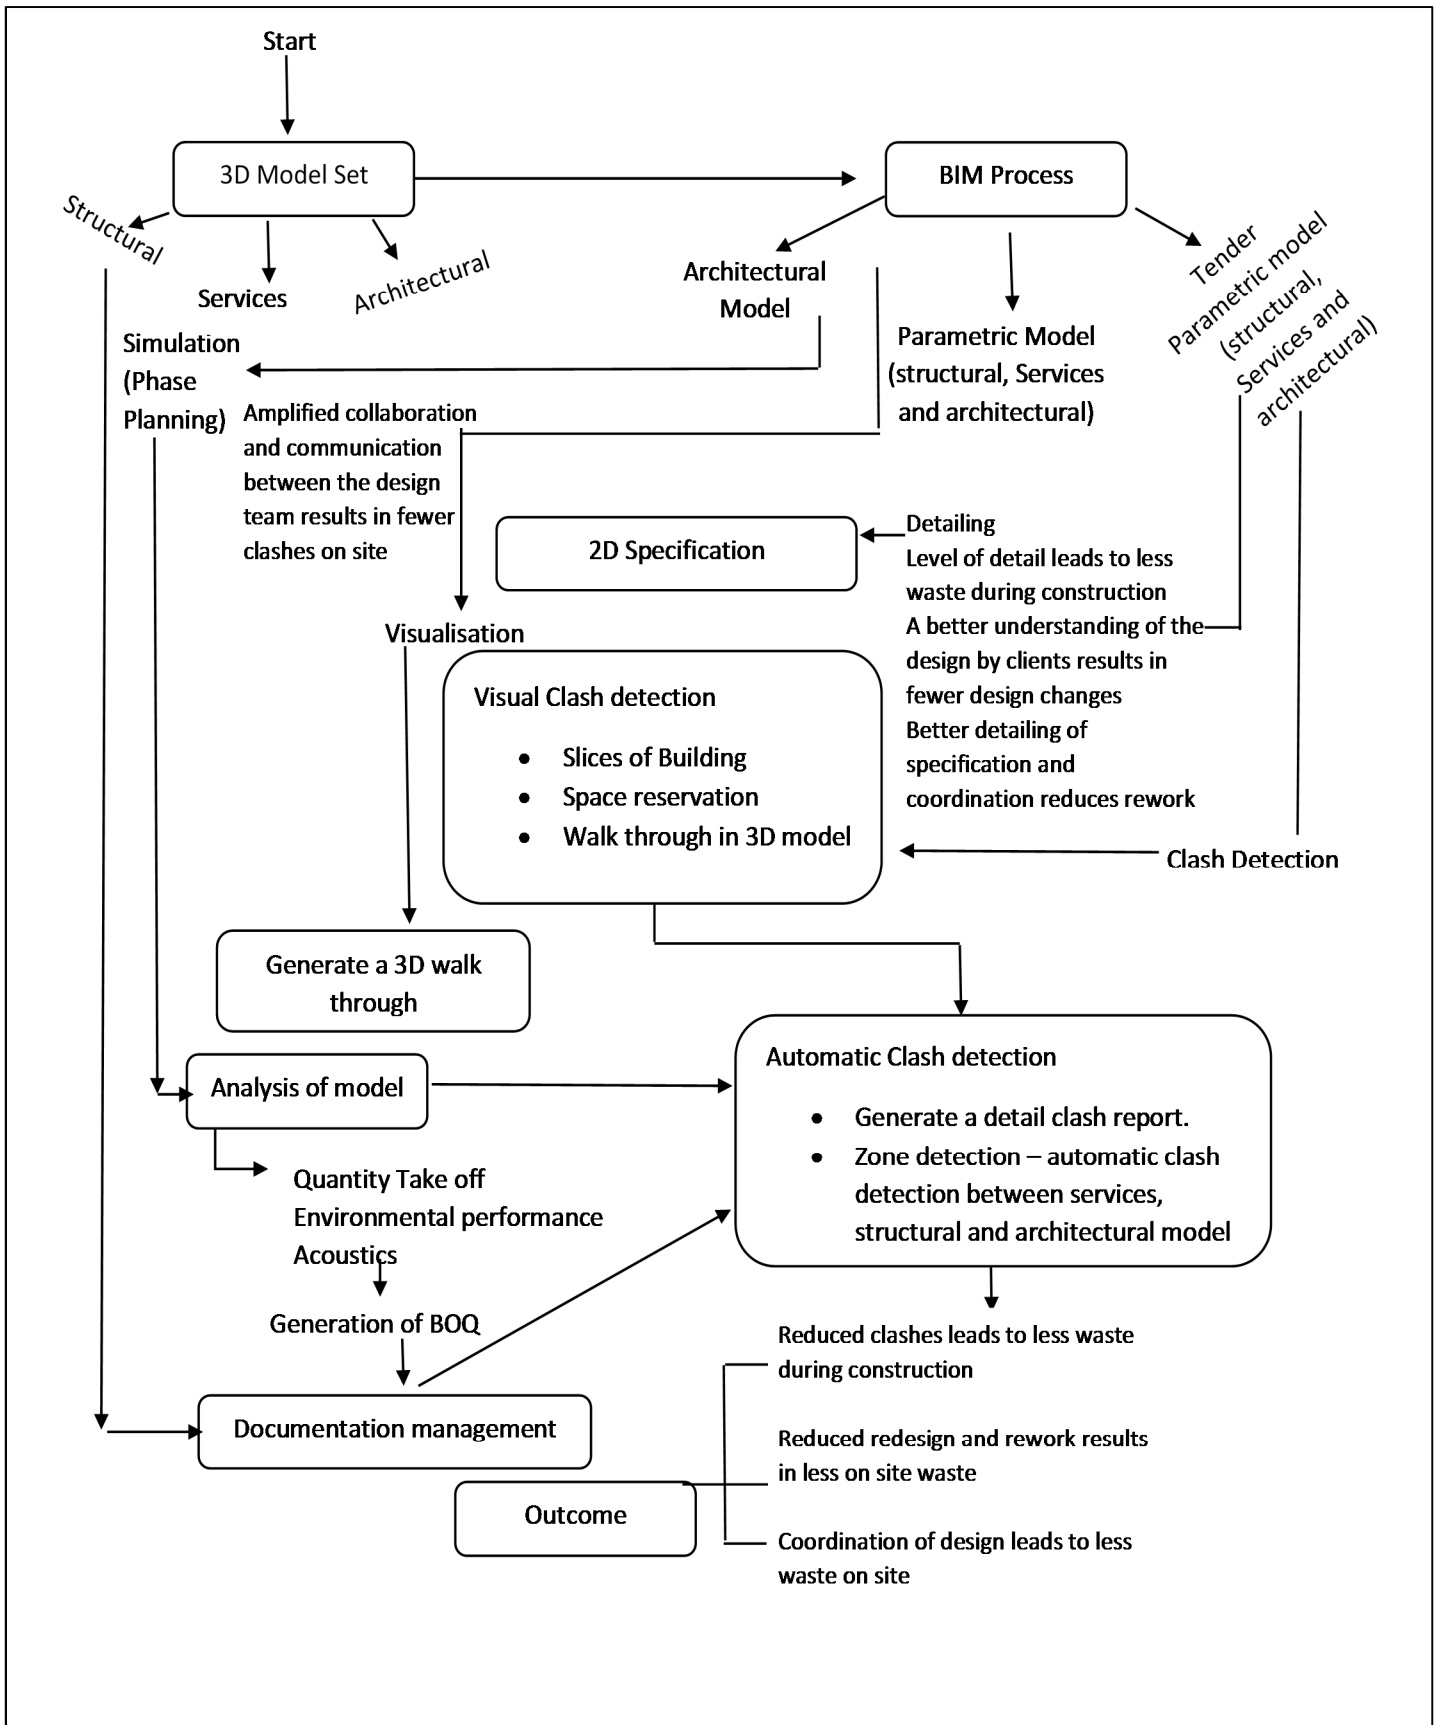 Start
3D Model Set
BIM Process
Structural
Services
Architectural
Architectural
Model
Parametric Model
(structural, Services
and architectural)
Tender
Parametric model
(structural,
Services and
architectural)
Simulation
(Phase
Planning)
Amplified collaboration
and communication
between the design
team results in fewer
clashes on site
2D Specification
Detailing
Level of detail leads to less
waste during construction
A better understanding of the
design by clients results in
fewer design changes
Better detailing of
specification and
coordination reduces rework
Visualisation
Visual Clash detection
• Slices of Building
• Space reservation
• Walk through in 3D model
Clash Detection
Generate a 3D walk
through
Analysis of model
Automatic Clash detection
• Generate a detail clash report.
• Zone detection – automatic clash
detection between services,
structural and architectural model
Quantity Take off
Environmental performance
Acoustics
Generation of BOQ
Documentation management
Reduced clashes leads to less waste
during construction
Reduced redesign and rework results
in less on site waste
Outcome
Coordination of design leads to less
waste on site